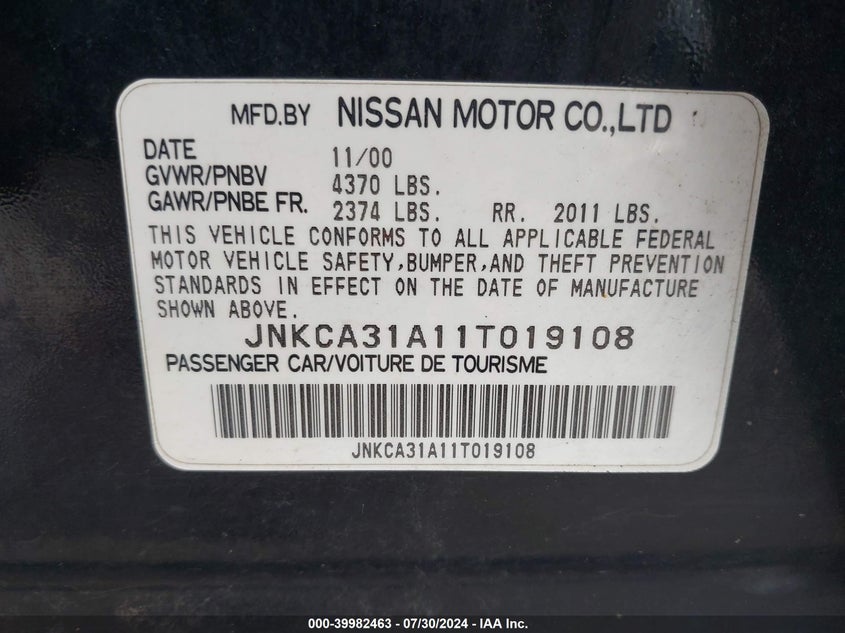 MFD.BY NISSAN MOTOR CO.,LTD
DATE 11/00
GVWR/PNBV 4370 LBS.
GAWR/PNBE FR. 2374 LBS. RR. 2011 LBS.
THIS VEHICLE CONFORMS TO ALL APPLICABLE FEDERAL
MOTOR VEHICLE SAFETY,BUMPER,AND THEFT PREVENTION
STANDARDS IN EFFECT ON THE DATE OF MANUFACTURE
SHOWN ABOVE.
JNKCA31A11T019108
PASSENGER CAR/VOITURE DE TOURISME
JNKCA31A11T019108
000-39982463 - 07/30/2024 - IAA Inc.